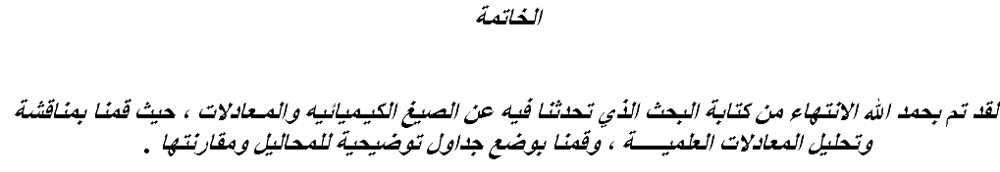 الخاتمة
لقد تم بحمد الله الانتهاء من كتابة البحث الذي تحدثنا فيه عن الصيغ الكيميائيه والمعادلات ، حيث قمنا بمناقشة
وتحليل المعادلات العلميـــــة ، وقمنا بوضع جداول توضيحية للمحاليل ومقارنتها .